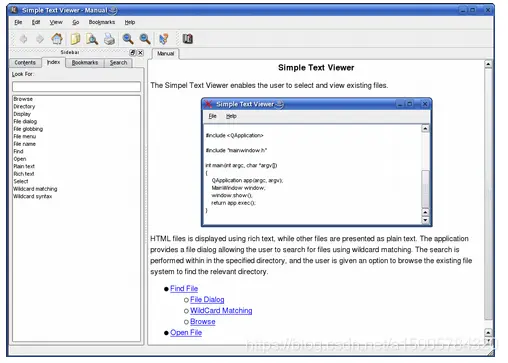 Simple Text Viewer - Manual
File Edit View Go Bookmarks Help
Sidebar
Contents Index Bookmarks Search
Manual
Look For:
Browse
Directory
Display
File dialog
File globbing
File menu
File name
Find
Open
Plain text
Rich text
Select
Wildcard matching
Wildcard syntax
Simple Text Viewer
The Simpel Text Viewer enables the user to select and view existing files.
Simple Text Viewer
File Help
#include <QApplication>
#include "mainwindow.h"
int main(int argc, char *argv[])
{
QApplication app(argc, argv);
MainWindow window;
window.show();
return app.exec();
}
HTML files is displayed using rich text, while other files are presented as plain text. The application
provides a file dialog allowing the user to search for files using wildcard matching. The search is
performed within in the specified directory, and the user is given an option to browse the existing file
system to find the relevant directory.
Find File
File Dialog
WildCard Matching
Browse
Open File